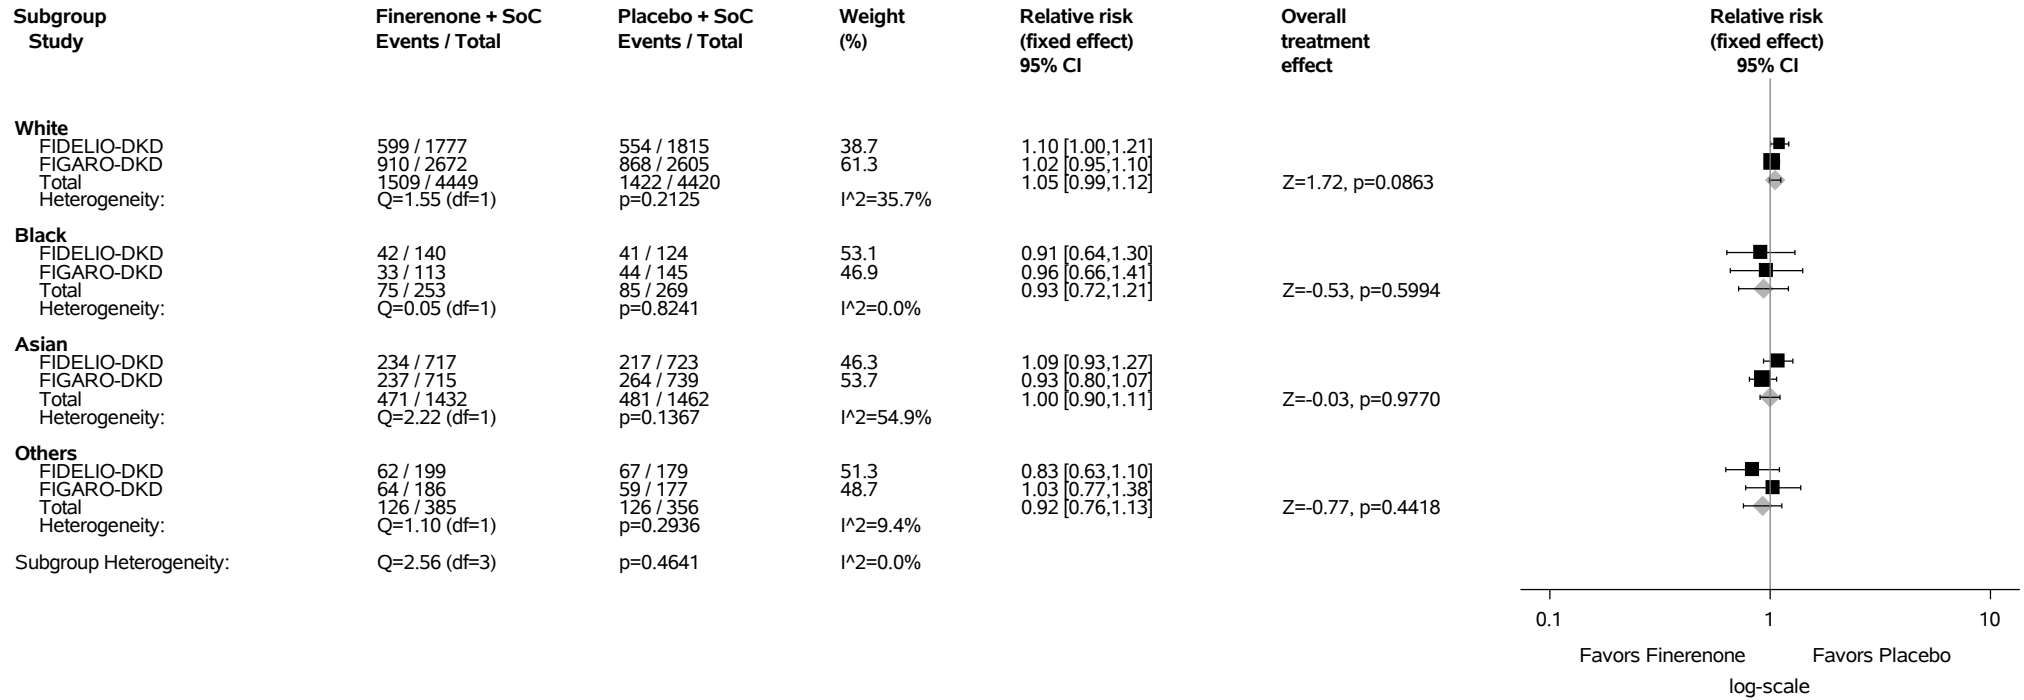 Subgroup Finerenone + SoC Placebo + SoC Weight Relative risk Overall Relative risk
Study Events / Total Events / Total (%) (fixed effect) treatment (fixed effect)
95% CI effect 95% CI
White
FIDELIO-DKD 599 / 1777 554 / 1815 38.7 1.10 [1.00,1.21]
FIGARO-DKD 910 / 2672 868 / 2605 61.3 1.02 [0.95,1.10]
Total 1509 / 4449 1422 / 4420 1.05 [0.99,1.12] Z=1.72, p=0.0863
Heterogeneity: Q=1.55 (df=1) p=0.2125 I^2=35.7%
Black
FIDELIO-DKD 42 / 140 41 / 124 53.1 0.91 [0.64,1.30]
FIGARO-DKD 33 / 113 44 / 145 46.9 0.96 [0.66,1.41]
Total 75 / 253 85 / 269 0.93 [0.72,1.21] Z=-0.53, p=0.5994
Heterogeneity: Q=0.05 (df=1) p=0.8241 I^2=0.0%
Asian
FIDELIO-DKD 234 / 717 217 / 723 46.3 1.09 [0.93,1.27]
FIGARO-DKD 237 / 715 264 / 739 53.7 0.93 [0.80,1.07]
Total 471 / 1432 481 / 1462 1.00 [0.90,1.11] Z=-0.03, p=0.9770
Heterogeneity: Q=2.22 (df=1) p=0.1367 I^2=54.9%
Others
FIDELIO-DKD 62 / 199 67 / 179 51.3 0.83 [0.63,1.10]
FIGARO-DKD 64 / 186 59 / 177 48.7 1.03 [0.77,1.38]
Total 126 / 385 126 / 356 0.92 [0.76,1.13] Z=-0.77, p=0.4418
Heterogeneity: Q=1.10 (df=1) p=0.2936 I^2=9.4%
Subgroup Heterogeneity: Q=2.56 (df=3) p=0.4641 I^2=0.0%
0.1 1 10
Favors Finerenone Favors Placebo
log-scale